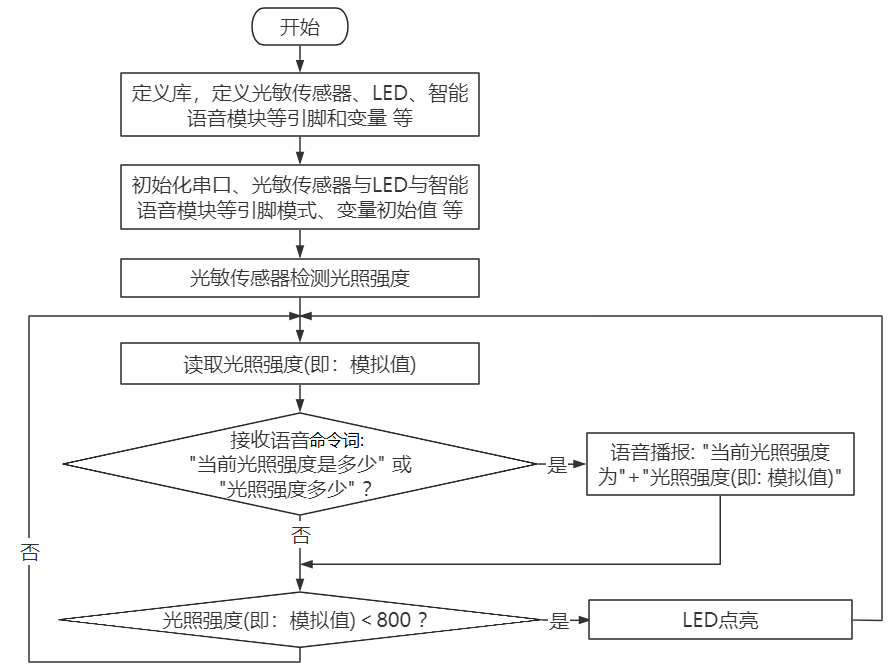 开始
定义库，定义光敏传感器、LED、智能
语音模块等引脚和变量 等
初始化串口、光敏传感器与LED与智能
语音模块等引脚模式、变量初始值 等
光敏传感器检测光照强度
读取光照强度(即：模拟值)
接收语音命令词:
"当前光照强度是多少" 或
"光照强度多少" ？
是
语音播报: "当前光照强度
为"+"光照强度(即: 模拟值)"
否
否
光照强度(即：模拟值) < 800 ?
是
LED点亮